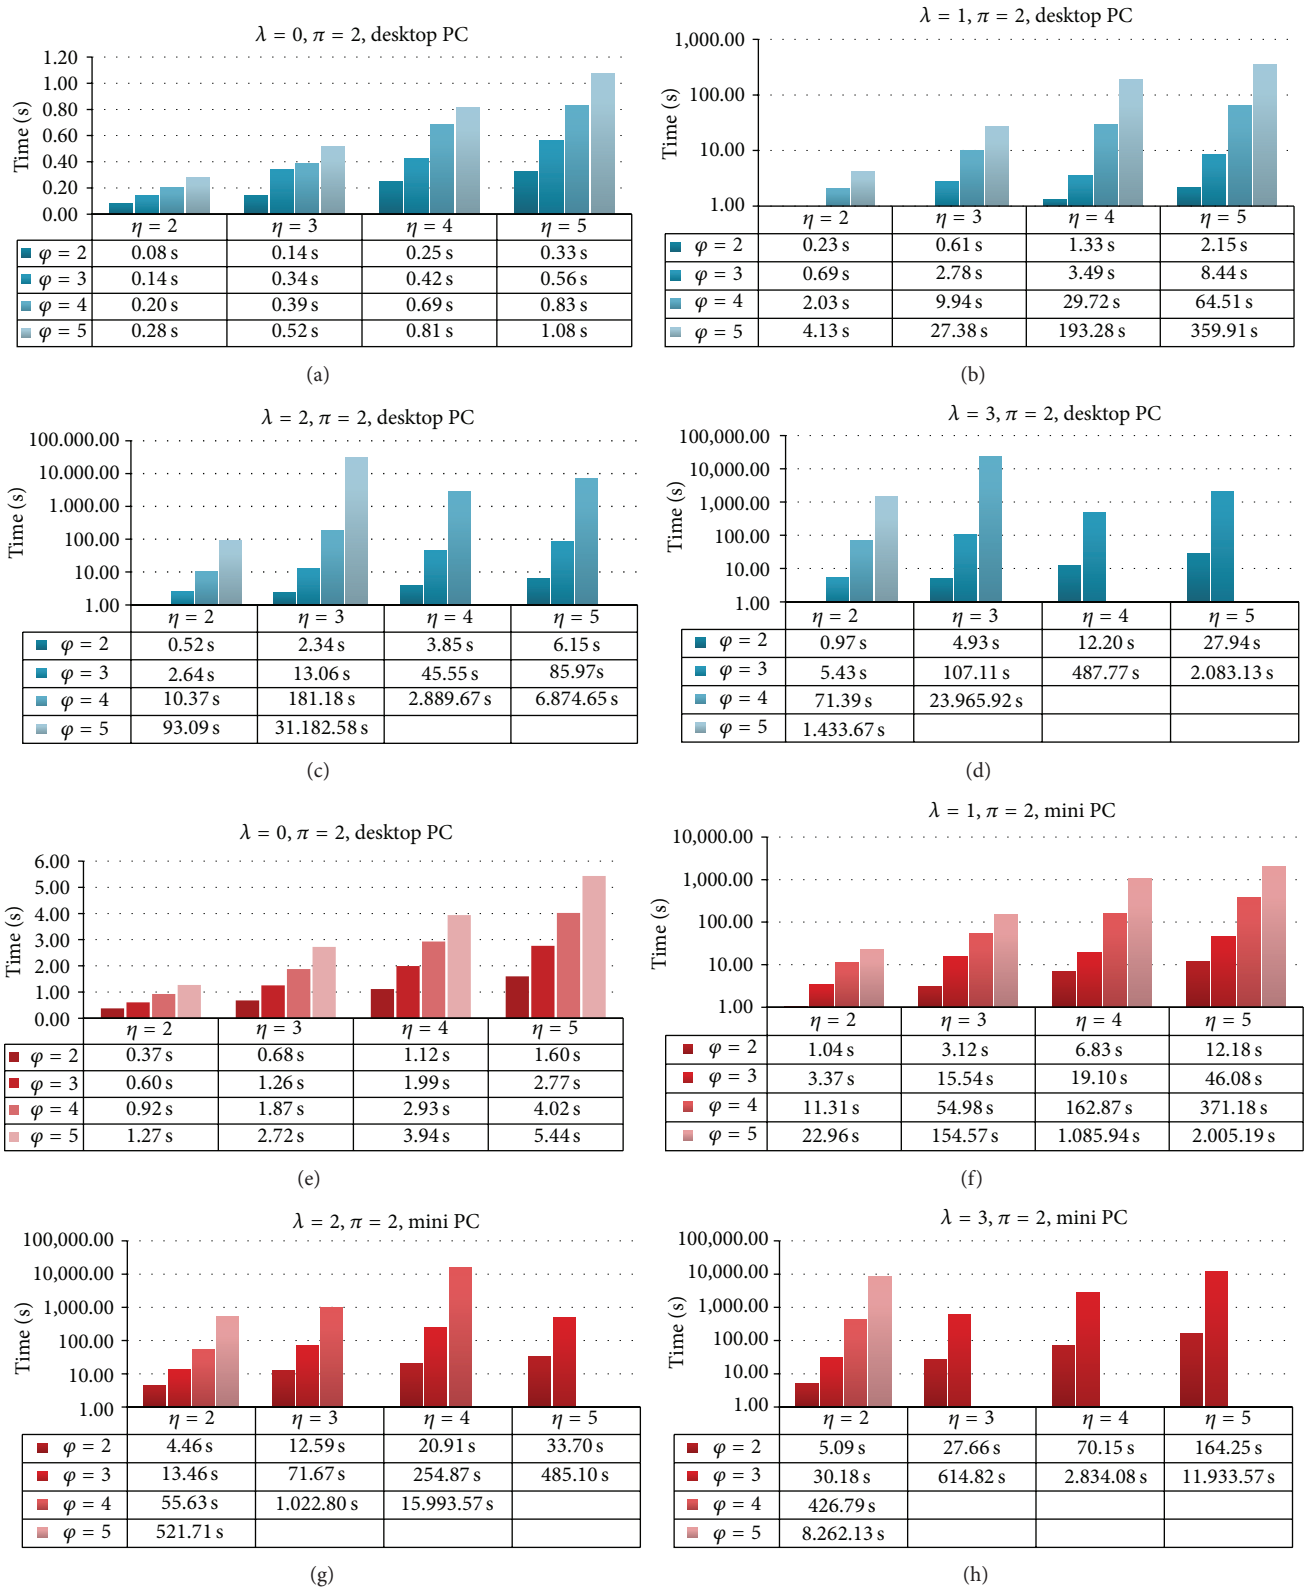 λ = 0, π = 2, desktop PC
Time (s)
1.20
1.00
0.80
0.60
0.40
0.20
0.00
η = 2 η = 3 η = 4 η = 5
φ = 2 0.08 s 0.14 s 0.25 s 0.33 s
φ = 3 0.14 s 0.34 s 0.42 s 0.56 s
φ = 4 0.20 s 0.39 s 0.69 s 0.83 s
φ = 5 0.28 s 0.52 s 0.81 s 1.08 s
(a)
λ = 1, π = 2, desktop PC
Time (s)
1,000.00
100.00
10.00
1.00
η = 2 η = 3 η = 4 η = 5
φ = 2 0.23 s 0.61 s 1.33 s 2.15 s
φ = 3 0.69 s 2.78 s 3.49 s 8.44 s
φ = 4 2.03 s 9.94 s 29.72 s 64.51 s
φ = 5 4.13 s 27.38 s 193.28 s 359.91 s
(b)
λ = 2, π = 2, desktop PC
Time (s)
100.000.00
10.000.00
1.000.00
100.00
10.00
1.00
η = 2 η = 3 η = 4 η = 5
φ = 2 0.52 s 2.34 s 3.85 s 6.15 s
φ = 3 2.64 s 13.06 s 45.55 s 85.97s
φ = 4 10.37 s 181.18 s 2.889.67 s 6.874.65 s
φ = 5 93.09 s 31.182.58 s
(c)
λ = 3, π = 2, desktop PC
Time (s)
100,000.00
10,000.00
1,000.00
100.00
10.00
1.00
η = 2 η = 3 η = 4 η = 5
φ = 2 0.97 s 4.93 s 12.20 s 27.94 s
φ = 3 5.43 s 107.11 s 487.77 s 2.083.13 s
φ = 4 71.39 s 23.965.92 s
φ = 5 1.433.67 s
(d)
λ = 0, π = 2, desktop PC
Time (s)
6.00
5.00
4.00
3.00
2.00
1.00
0.00
η = 2 η = 3 η = 4 η = 5
φ = 2 0.37 s 0.68 s 1.12 s 1.60 s
φ = 3 0.60 s 1.26 s 1.99 s 2.77 s
φ = 4 0.92 s 1.87 s 2.93 s 4.02 s
φ = 5 1.27 s 2.72 s 3.94 s 5.44 s
(e)
λ = 1, π = 2, mini PC
Time (s)
10,000.00
1,000.00
100.00
10.00
1.00
η = 2 η = 3 η = 4 η = 5
φ = 2 1.04 s 3.12 s 6.83 s 12.18 s
φ = 3 3.37 s 15.54 s 19.10 s 46.08 s
φ = 4 11.31 s 54.98 s 162.87 s 371.18 s
φ = 5 22.96 s 154.57 s 1.085.94 s 2.005.19 s
(f)
λ = 2, π = 2, mini PC
Time (s)
100,000.00
10,000.00
1,000.00
100.00
10.00
1.00
η = 2 η = 3 η = 4 η = 5
φ = 2 4.46 s 12.59 s 20.91 s 33.70 s
φ = 3 13.46 s 71.67 s 254.87 s 485.10 s
φ = 4 55.63 s 1.022.80 s 15.993.57 s
φ = 5 521.71 s
(g)
λ = 3, π = 2, mini PC
Time (s)
100,000.00
10,000.00
1,000.00
100.00
10.00
1.00
η = 2 η = 3 η = 4 η = 5
φ = 2 5.09 s 27.66 s 70.15 s 164.25 s
φ = 3 30.18 s 614.82 s 2.834.08 s 11.933.57 s
φ = 4 426.79 s
φ = 5 8.262.13 s
(h)